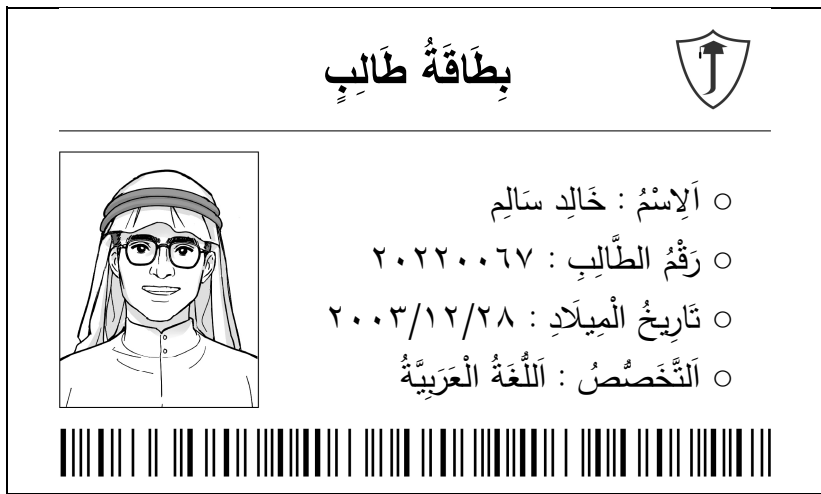 بِطَاقَةُ طَالِبٍ
○ اَلِاسْمُ : خَالِد سَالِم
○ رَقْمُ الطَّالِبِ : ٢٠٢٢٠٠٦٧
○ تَارِيخُ الْمِيلَادِ : ٢٠٠٣/١٢/٢٨
○ اَلتَّخَصُّصُ : اَللُّغَةُ الْعَرَبِيَّةُ